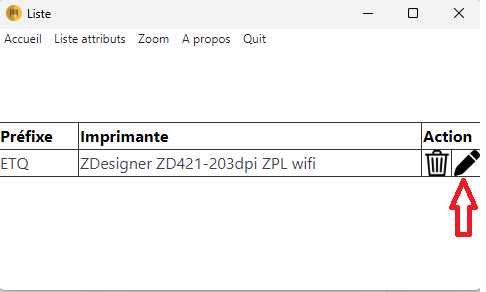 Liste
Accueil Liste attributs Zoom A propos Quit
Préfixe Imprimante Action
ETQ ZDesigner ZD421-203dpi ZPL wifi